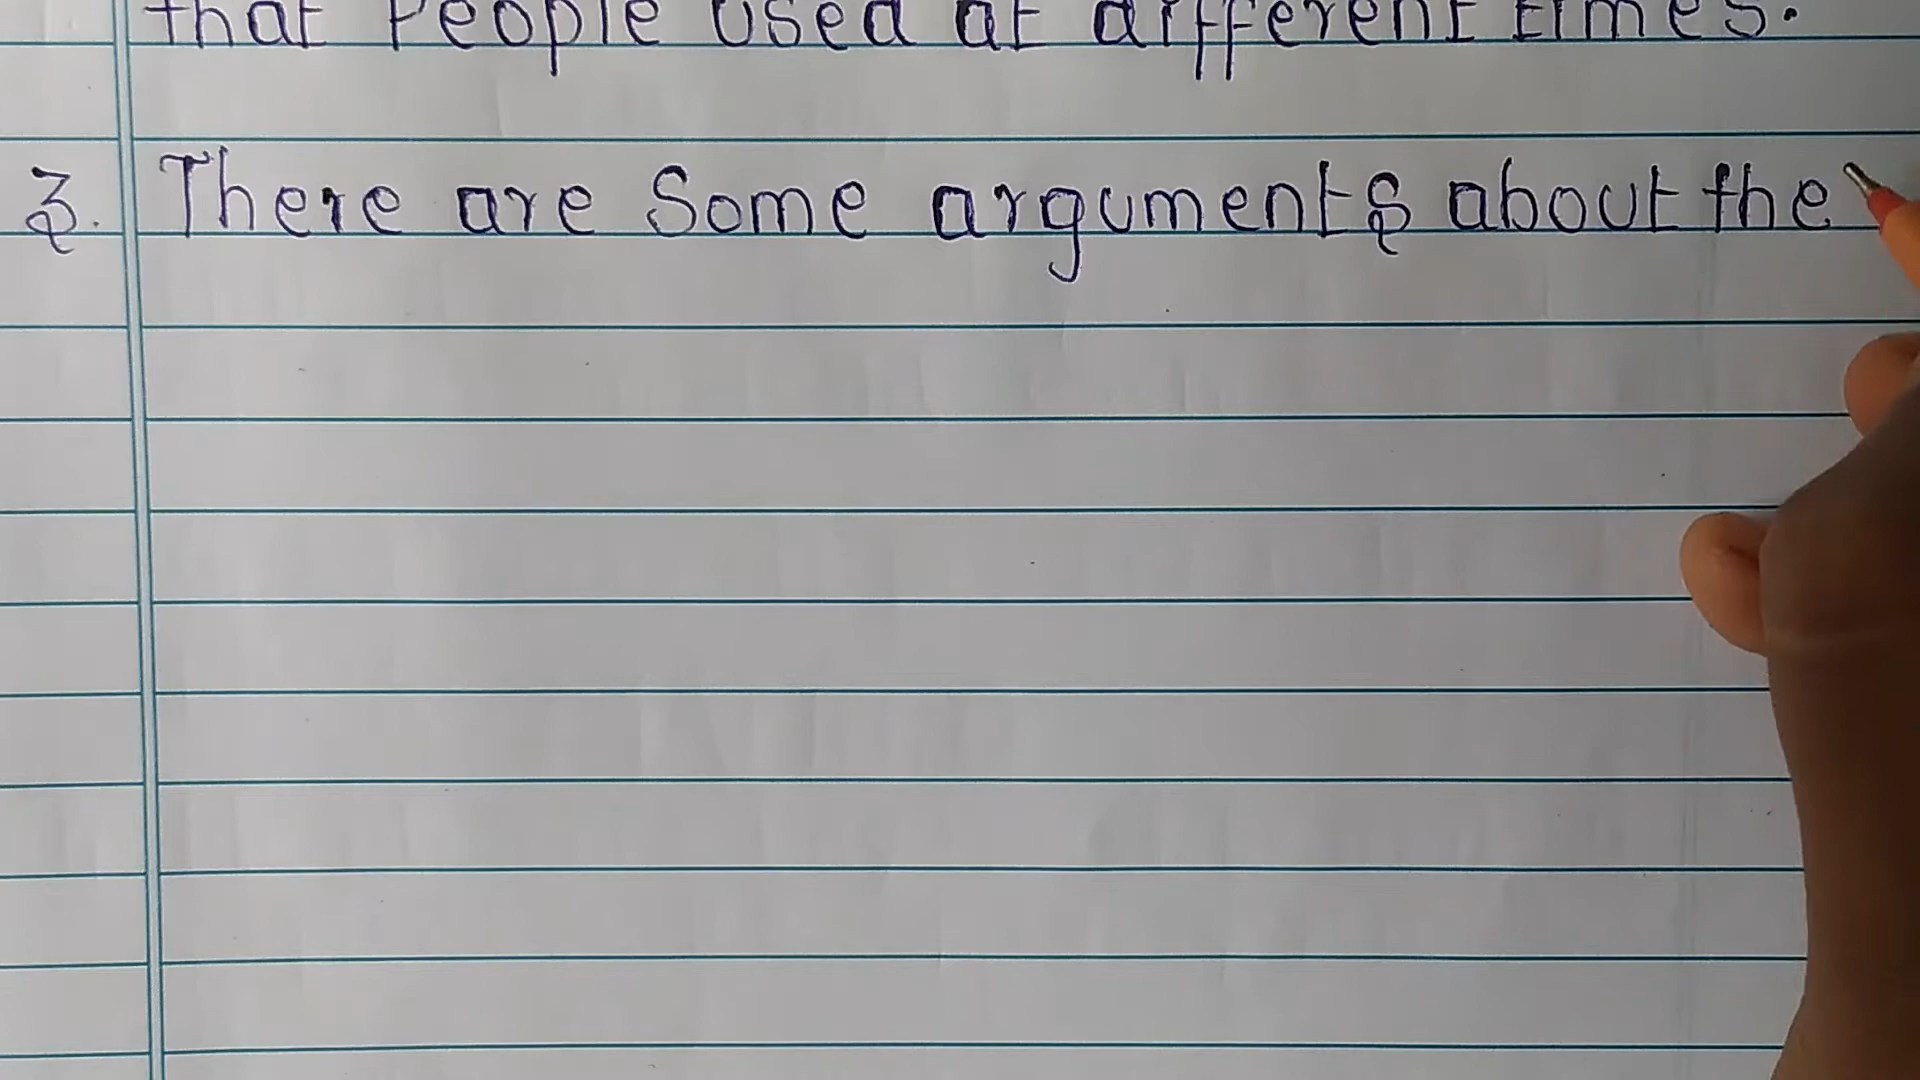 that People used at different times.
3. There are Some arguments about the